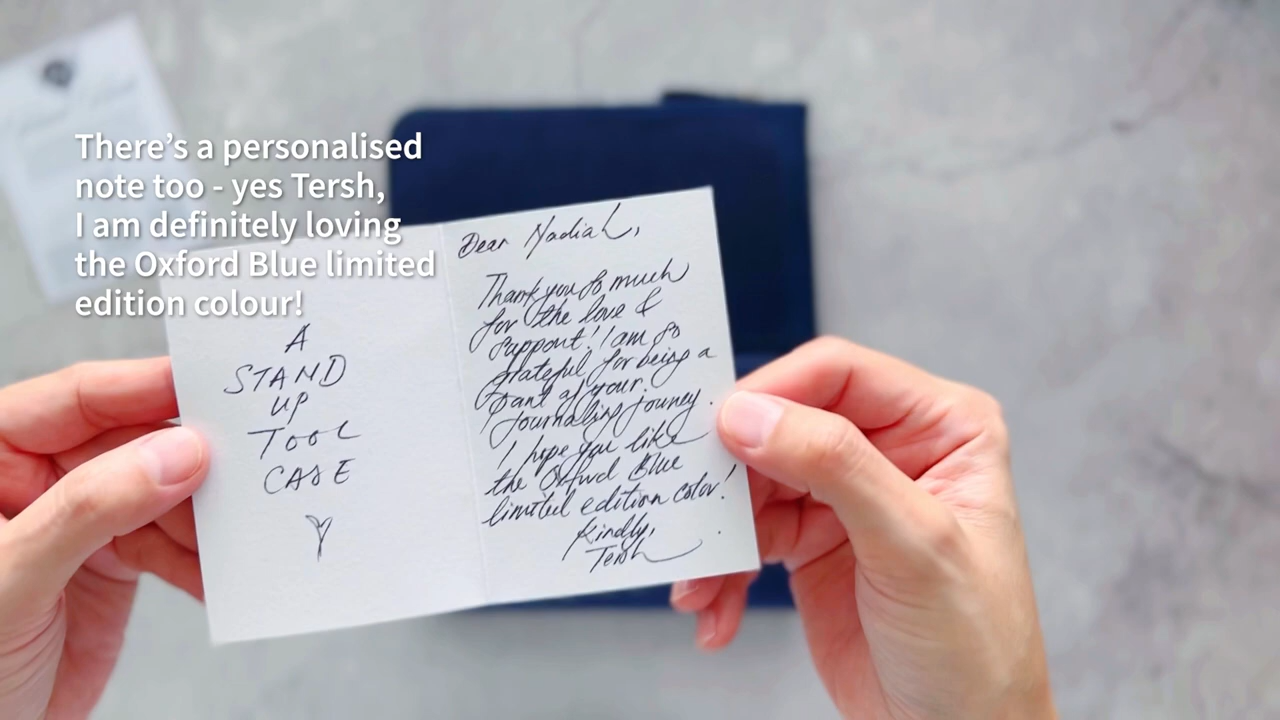 There’s a personalised
note too - yes Tersh,
I am definitely loving
the Oxford Blue limited
edition colour!
A
STAND
UP
TOOL
CASE
Dear Nadiah,
Thank you so much
for the love &
support! I am so
grateful for being a
part of your
journaling journey.
I hope you like
the Oxford Blue
limited edition color!
Kindly,
Tersh